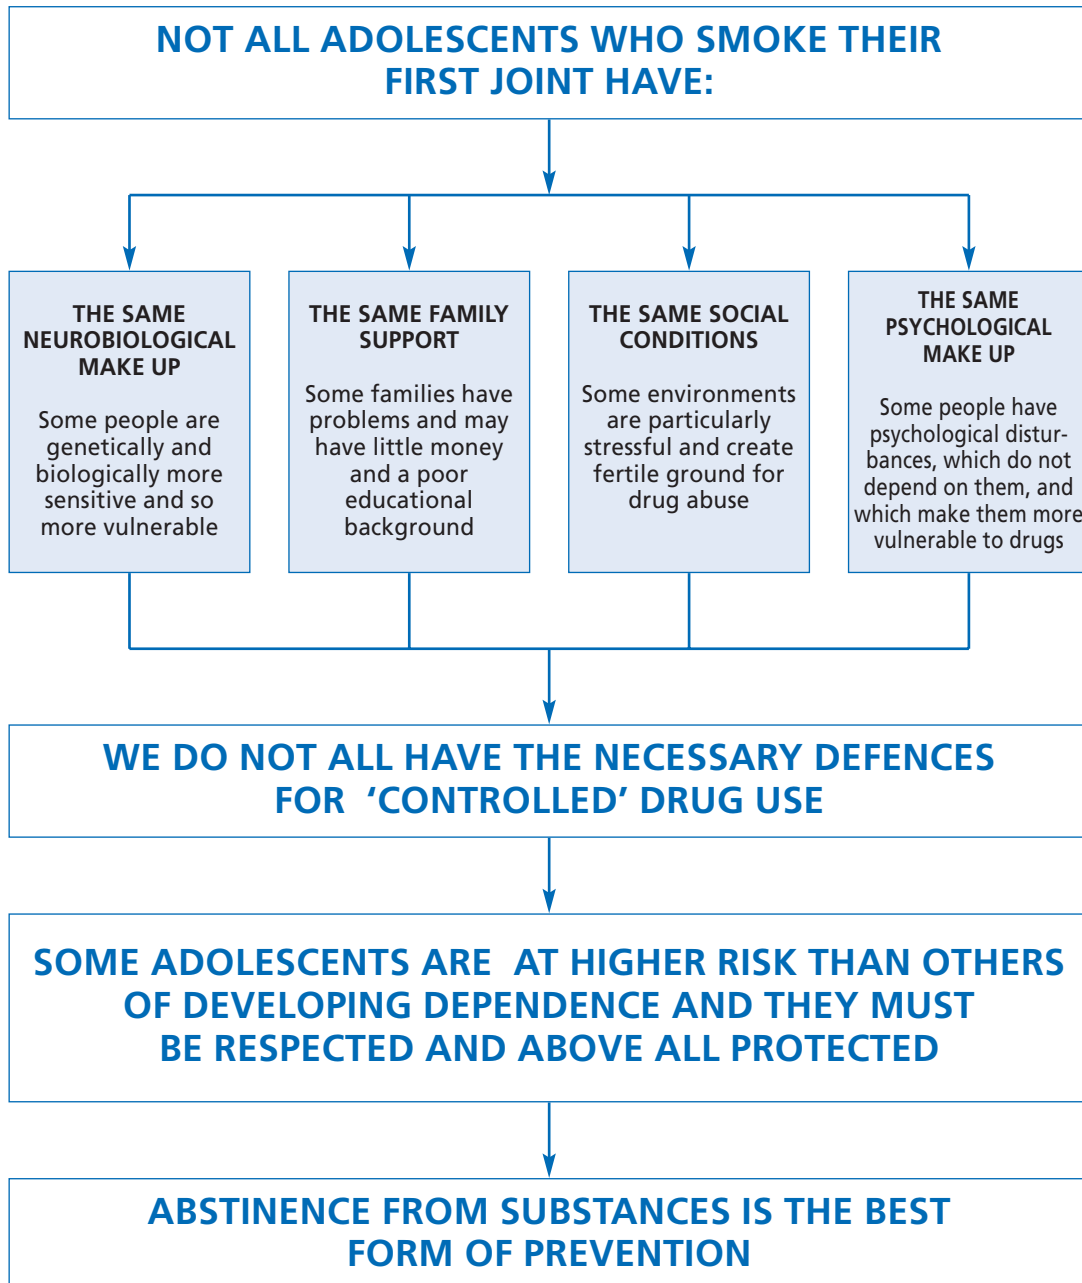 NOT ALL ADOLESCENTS WHO SMOKE THEIR
FIRST JOINT HAVE:
THE SAME
NEUROBIOLOGICAL
MAKE UP
Some people are
genetically and
biologically more
sensitive and so
more vulnerable
THE SAME FAMILY
SUPPORT
Some families have
problems and may
have little money
and a poor
educational
background
THE SAME SOCIAL
CONDITIONS
Some environments
are particularly
stressful and create
fertile ground for
drug abuse
THE SAME
PSYCHOLOGICAL
MAKE UP
Some people have
psychological distur-
bances, which do not
depend on them, and
which make them more
vulnerable to drugs
WE DO NOT ALL HAVE THE NECESSARY DEFENCES
FOR 'CONTROLLED' DRUG USE
SOME ADOLESCENTS ARE AT HIGHER RISK THAN OTHERS
OF DEVELOPING DEPENDENCE AND THEY MUST
BE RESPECTED AND ABOVE ALL PROTECTED
ABSTINENCE FROM SUBSTANCES IS THE BEST
FORM OF PREVENTION